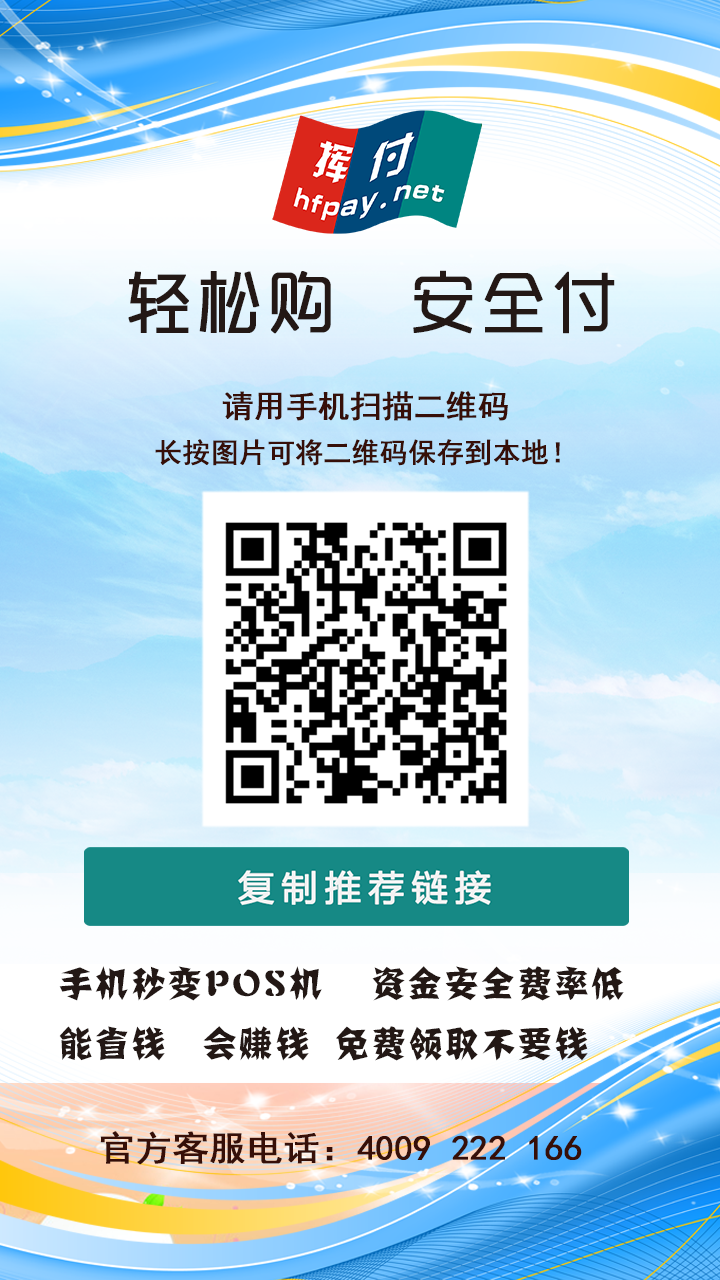 挥付
hfpay.net
轻松购 安全付
请用手机扫描二维码
长按图片可将二维码保存到本地！
复制推荐链接
手机秒变POS机 资金安全费率低
能省钱 会赚钱 免费领取不要钱
官方客服电话：4009 222 166